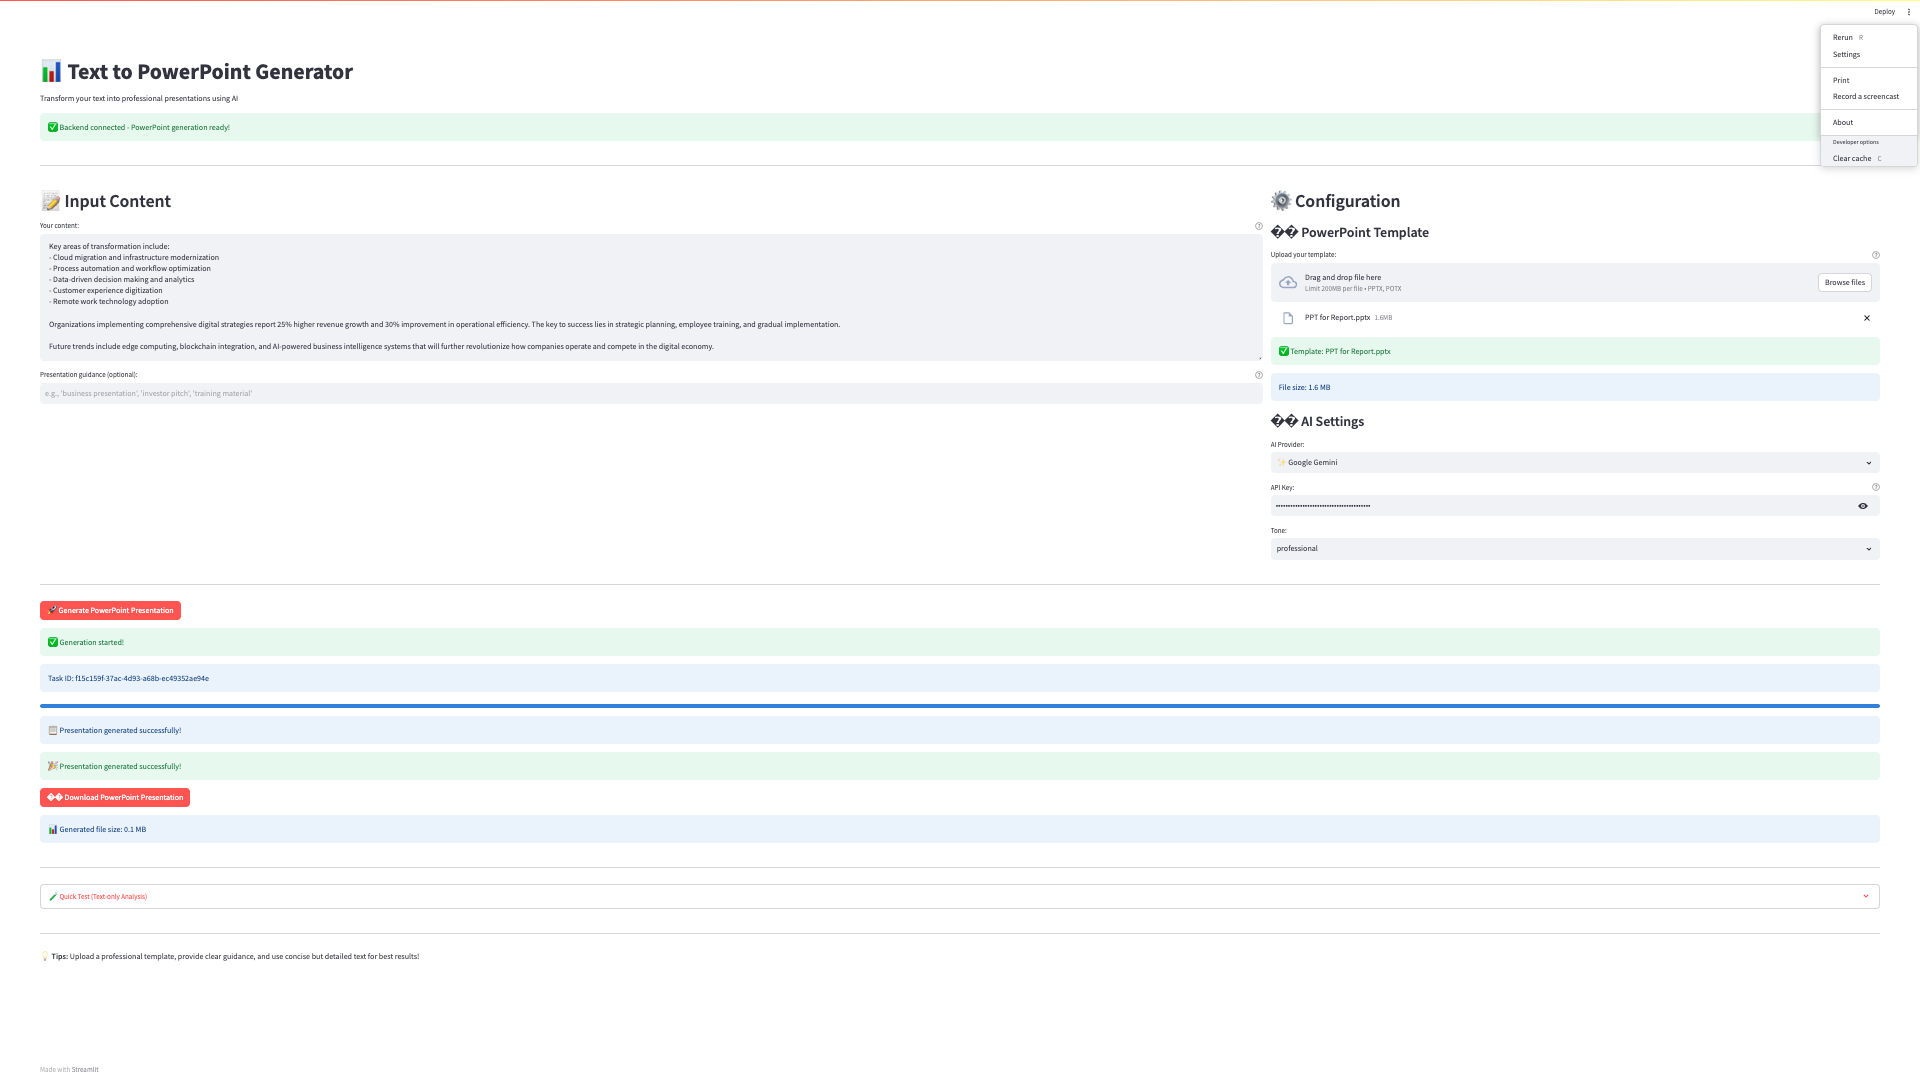 Deploy
Rerun R
Settings
Print
Record a screencast
About
Developer options
Clear cache C
📊 Text to PowerPoint Generator
Transform your text into professional presentations using AI
✅ Backend connected - PowerPoint generation ready!
📝 Input Content
Your content:
Key areas of transformation include:
- Cloud migration and infrastructure modernization
- Process automation and workflow optimization
- Data-driven decision making and analytics
- Customer experience digitization
- Remote work technology adoption
Organizations implementing comprehensive digital strategies report 25% higher revenue growth and 30% improvement in operational efficiency. The key to success lies in strategic planning, employee training, and gradual implementation.
Future trends include edge computing, blockchain integration, and AI-powered business intelligence systems that will further revolutionize how companies operate and compete in the digital economy.
Presentation guidance (optional):
e.g., 'business presentation', 'investor pitch', 'training material'
⚙️ Configuration
�� PowerPoint Template
Upload your template:
Drag and drop file here
Limit 200MB per file • PPTX, POTX
Browse files
PPT for Report.pptx 1.6MB
✅ Template: PPT for Report.pptx
File size: 1.6 MB
�� AI Settings
AI Provider:
✨ Google Gemini
API Key:
Tone:
professional
🚀 Generate PowerPoint Presentation
✅ Generation started!
Task ID: f15c159f-37ac-4d93-a68b-ec49352ae94e
📋 Presentation generated successfully!
🎉 Presentation generated successfully!
�� Download PowerPoint Presentation
📊 Generated file size: 0.1 MB
🧪 Quick Test (Text-only Analysis)
💡 Tips: Upload a professional template, provide clear guidance, and use concise but detailed text for best results!
Made with Streamlit